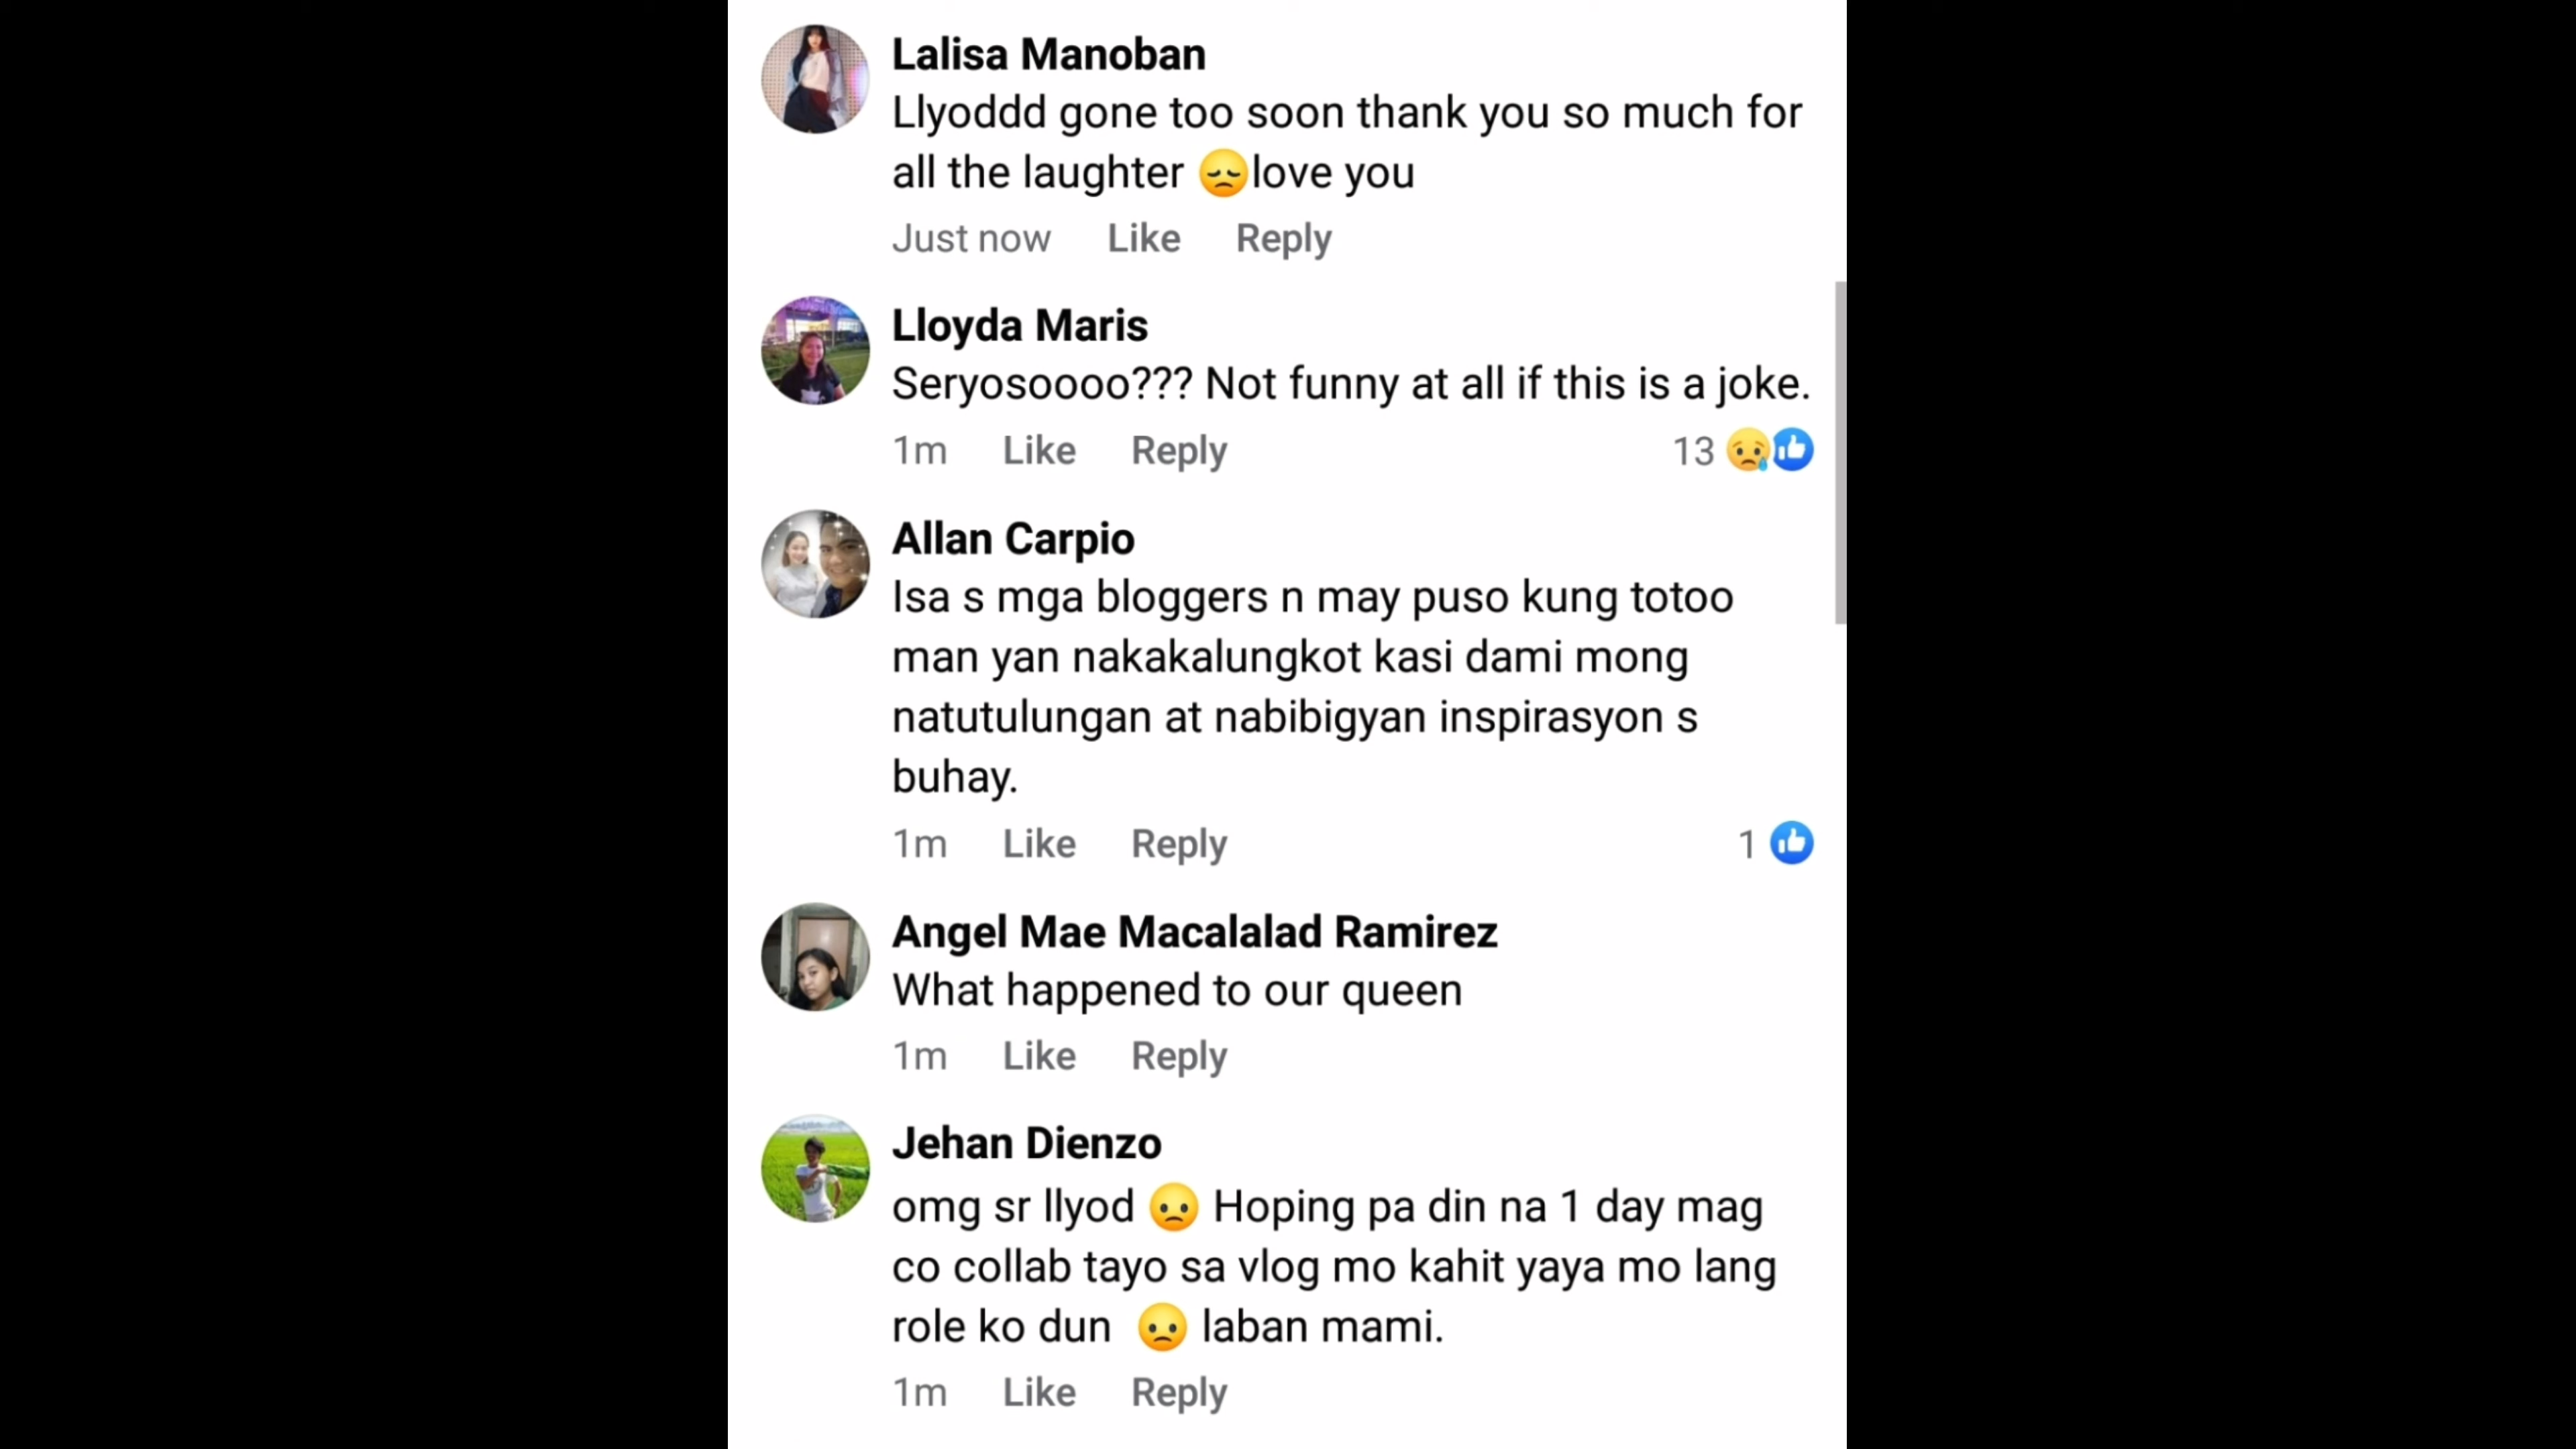 Lalisa Manoban
Llyoddd gone too soon thank you so much for
all the laughter 😞love you
Just now Like Reply
Lloyda Maris
Seryosoooo??? Not funny at all if this is a joke.
1m Like Reply 13
Allan Carpio
Isa s mga bloggers n may puso kung totoo
man yan nakakalungkot kasi dami mong
natutulungan at nabibigyan inspirasyon s
buhay.
1m Like Reply 1
Angel Mae Macalalad Ramirez
What happened to our queen
1m Like Reply
Jehan Dienzo
omg sr llyod 🙁 Hoping pa din na 1 day mag
co collab tayo sa vlog mo kahit yaya mo lang
role ko dun 🙁 laban mami.
1m Like Reply